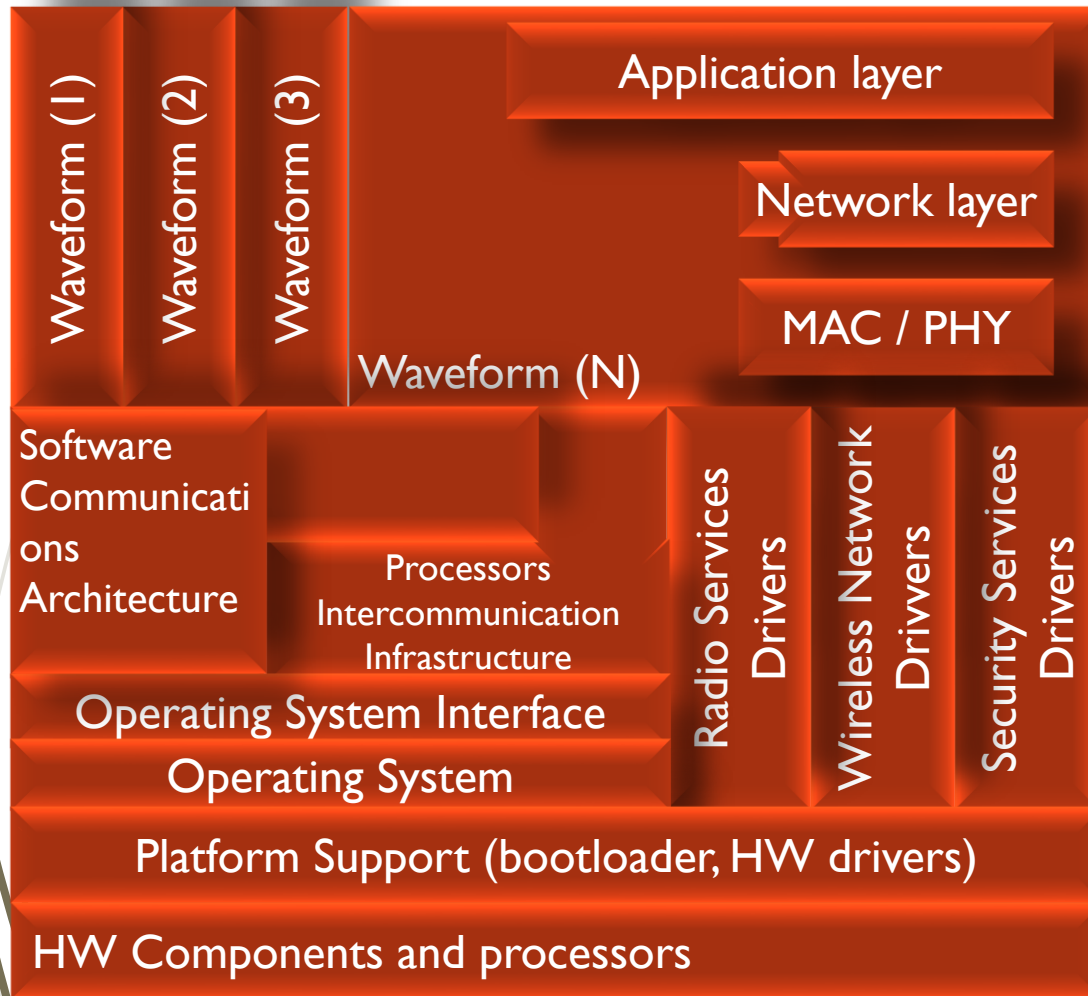 Waveform (1)
Waveform (2)
Waveform (3)
Application layer
Network layer
MAC / PHY
Waveform (N)
Software
Communicati
ons
Architecture
Processors
Intercommunication
Infrastructure
Radio Services
Drivers
Wireless Network
Drivvers
Security Services
Drivers
Operating System Interface
Operating System
Platform Support (bootloader, HW drivers)
HW Components and processors